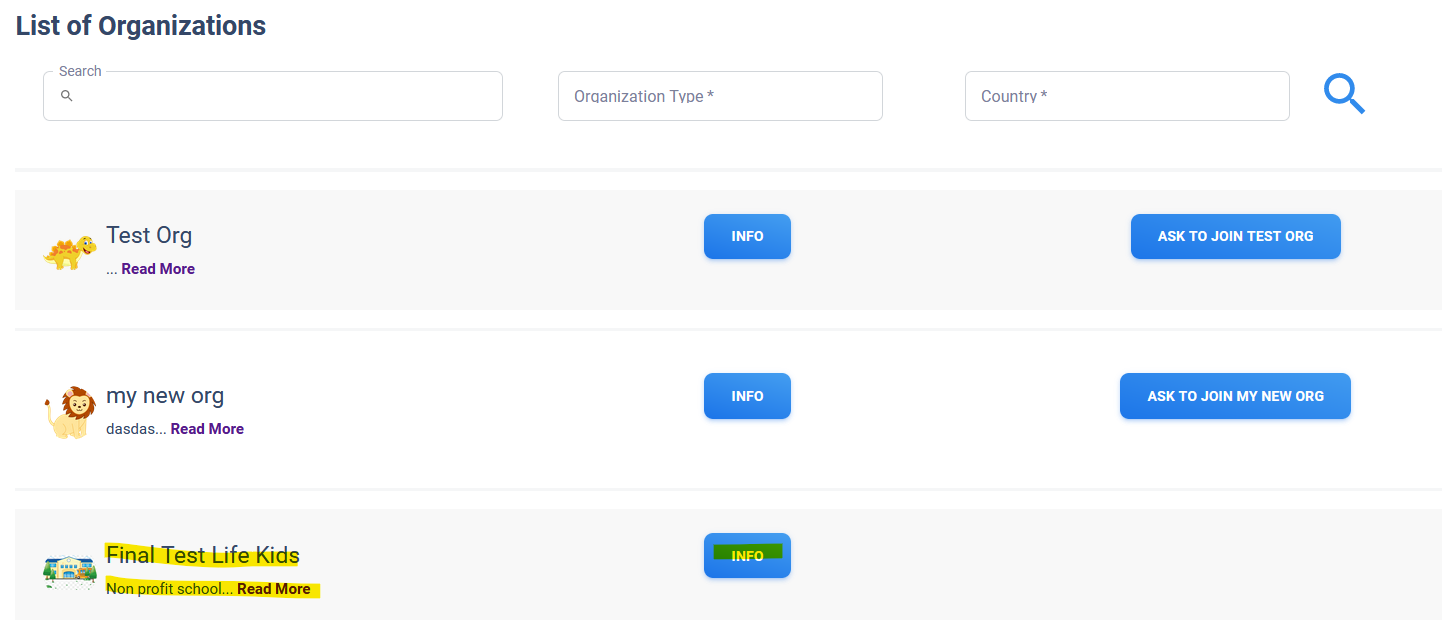 List of Organizations
Search
Organization Type *
Country *
Test Org
... Read More
INFO
ASK TO JOIN TEST ORG
my new org
dasdas... Read More
INFO
ASK TO JOIN MY NEW ORG
Final Test Life Kids
Non profit school... Read More
INFO